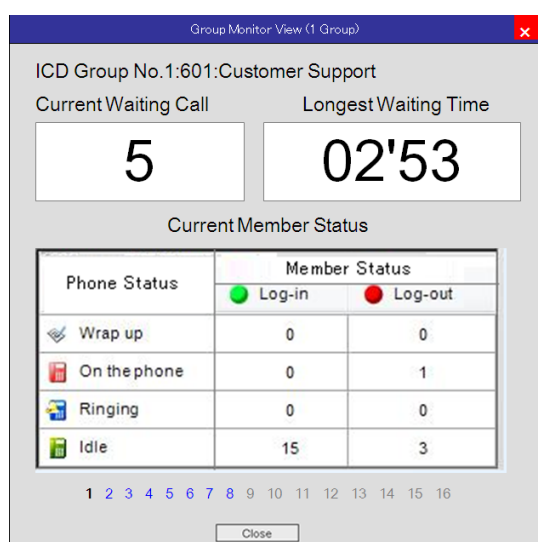 Group Monitor View (1 Group)
ICD Group No.1:601:Customer Support
Current Waiting Call Longest Waiting Time
5 02'53
Current Member Status
Phone Status Member Status
Log-in Log-out
Wrap up 0 0
On the phone 0 1
Ringing 0 0
Idle 15 3
1 2 3 4 5 6 7 8 9 10 11 12 13 14 15 16
Close